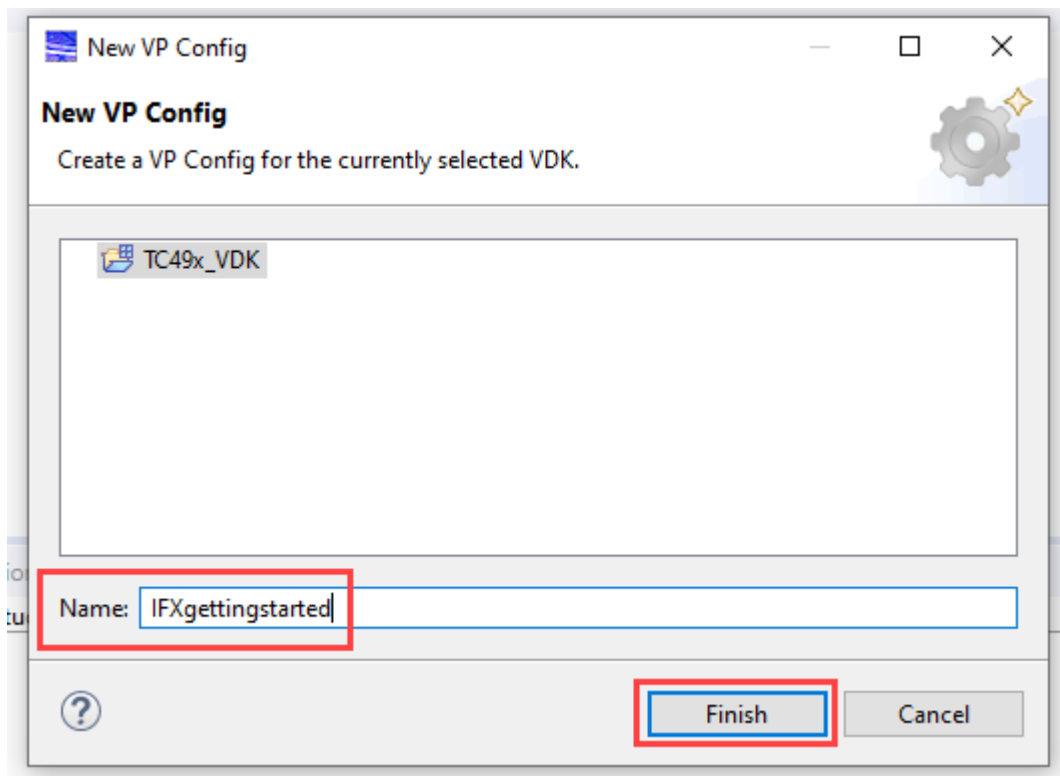 New VP Config
New VP Config
Create a VP Config for the currently selected VDK.
TC49x_VDK
Name: IFXgettingstarted
Finish Cancel